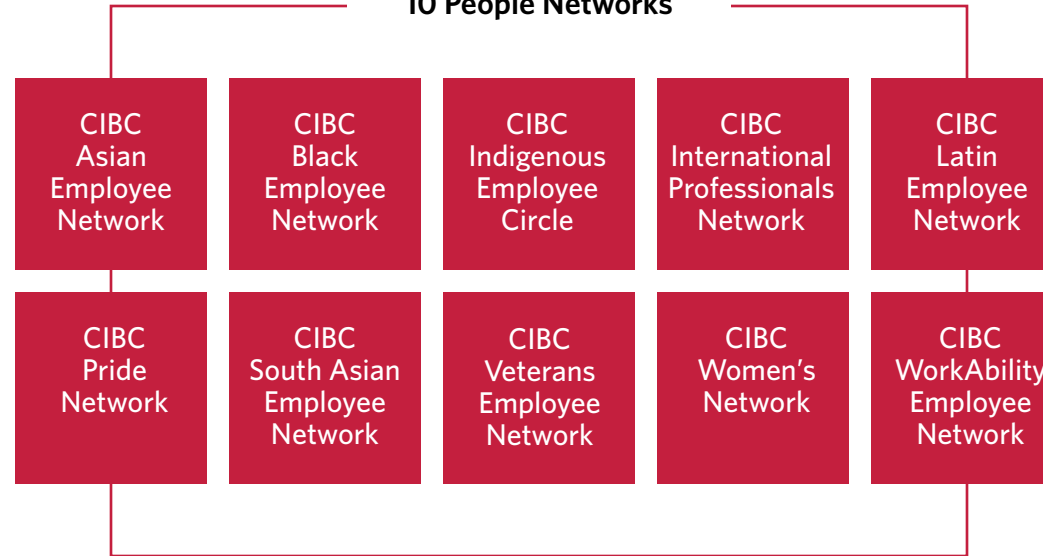 10 People Networks
CIBC
Asian
Employee
Network
CIBC
Black
Employee
Network
CIBC
Indigenous
Employee
Circle
CIBC
International
Professionals
Network
CIBC
Latin
Employee
Network
CIBC
Pride
Network
CIBC
South Asian
Employee
Network
CIBC
Veterans
Employee
Network
CIBC
Women's
Network
CIBC
WorkAbility
Employee
Network